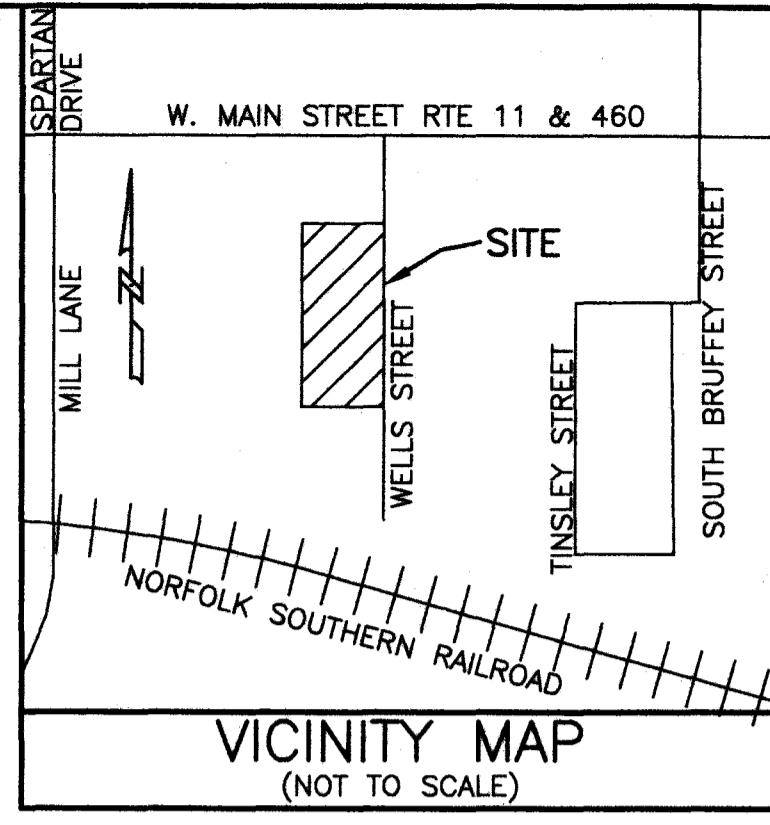 SPARTAN
DRIVE
W. MAIN STREET RTE 11 & 460
SITE
MILL LANE
N
WELLS STREET
TINSLEY STREET
SOUTH BRUFFEY STREET
NORFOLK SOUTHERN RAILROAD
VICINITY MAP
(NOT TO SCALE)